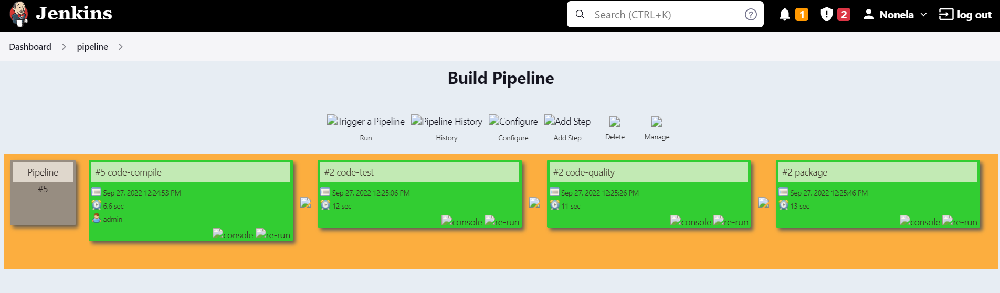 Jenkins
Search (CTRL+K)
?
1
2
Nonela
log out
Dashboard
pipeline
Build Pipeline
Trigger a Pipeline
Pipeline History
Configure
Add Step
Run
History
Configure
Add Step
Delete
Manage
Pipeline
#5
#5 code-compile
Sep 27, 2022 12:24:53 PM
6.6 sec
admin
console re-run
#2 code-test
Sep 27, 2022 12:25:06 PM
12 sec
console re-run
#2 code-quality
Sep 27, 2022 12:25:26 PM
11 sec
console re-run
#2 package
Sep 27, 2022 12:25:46 PM
13 sec
console re-run